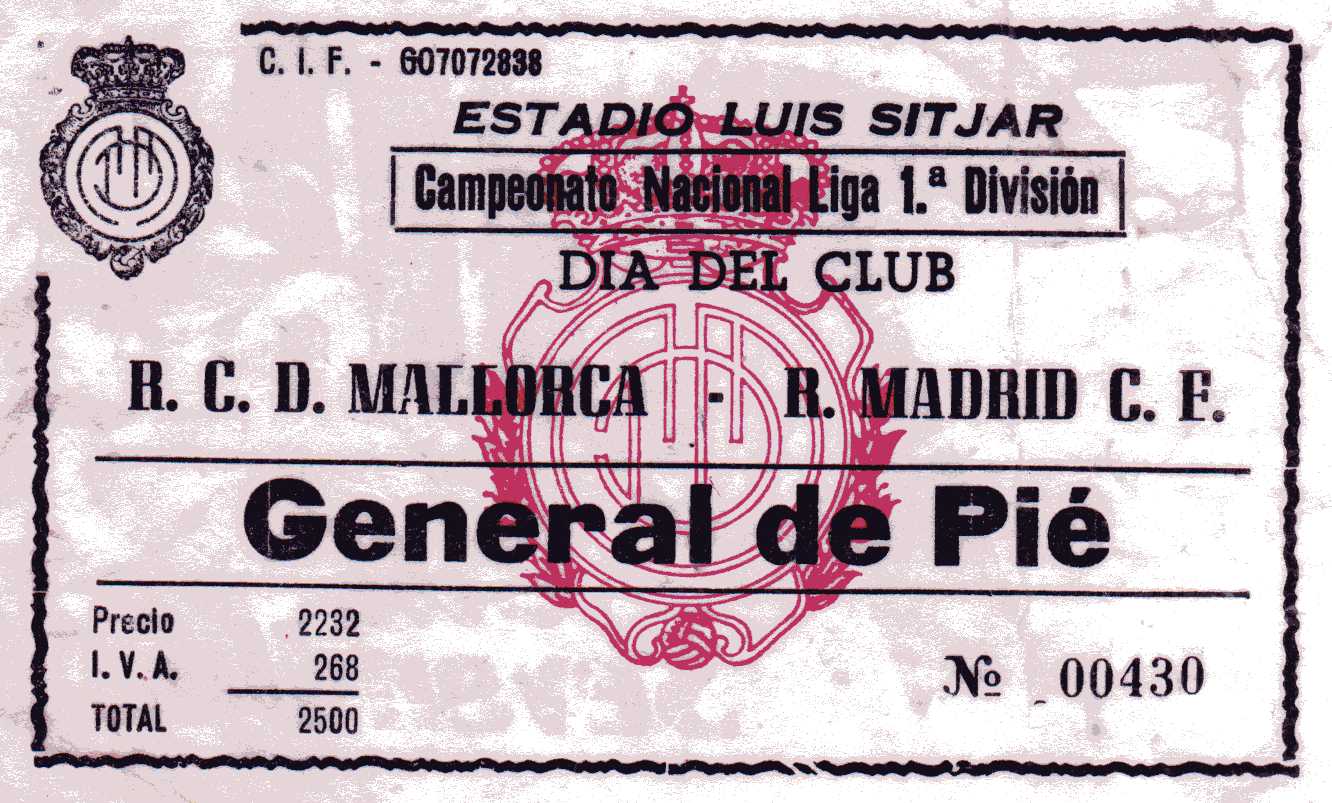 C. I. F. - G07072838
ESTADIO LUIS SITJAR
Campeonato Nacional Liga 1.ª División
DIA DEL CLUB
R. C. D. MALLORCA - R. MADRID C. F.
General de Pié
Precio 2232
I. V. A. 268
TOTAL 2500
Nº 00430